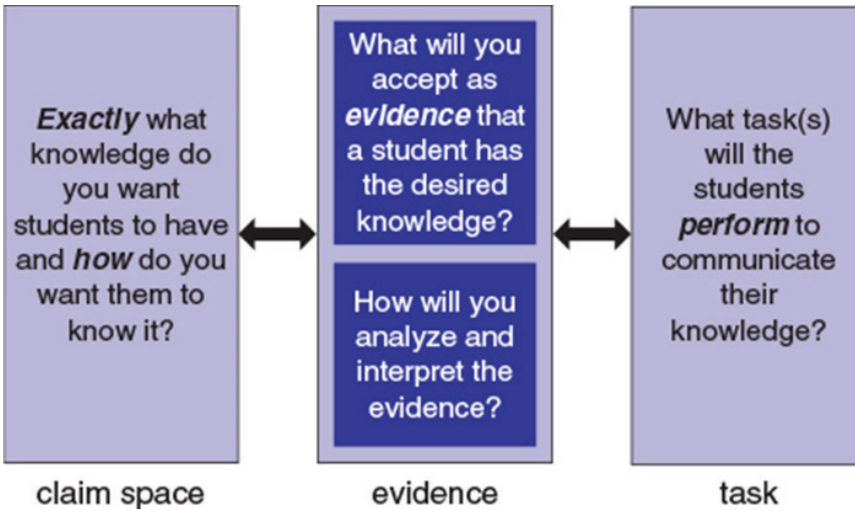 Exactly what
knowledge do
you want
students to have
and how do you
want them to
know it?
What will you
accept as
evidence that
a student has
the desired
knowledge?
How will you
analyze and
interpret the
evidence?
What task(s)
will the
students
perform to
communicate
their
knowledge?
claim space
evidence
task